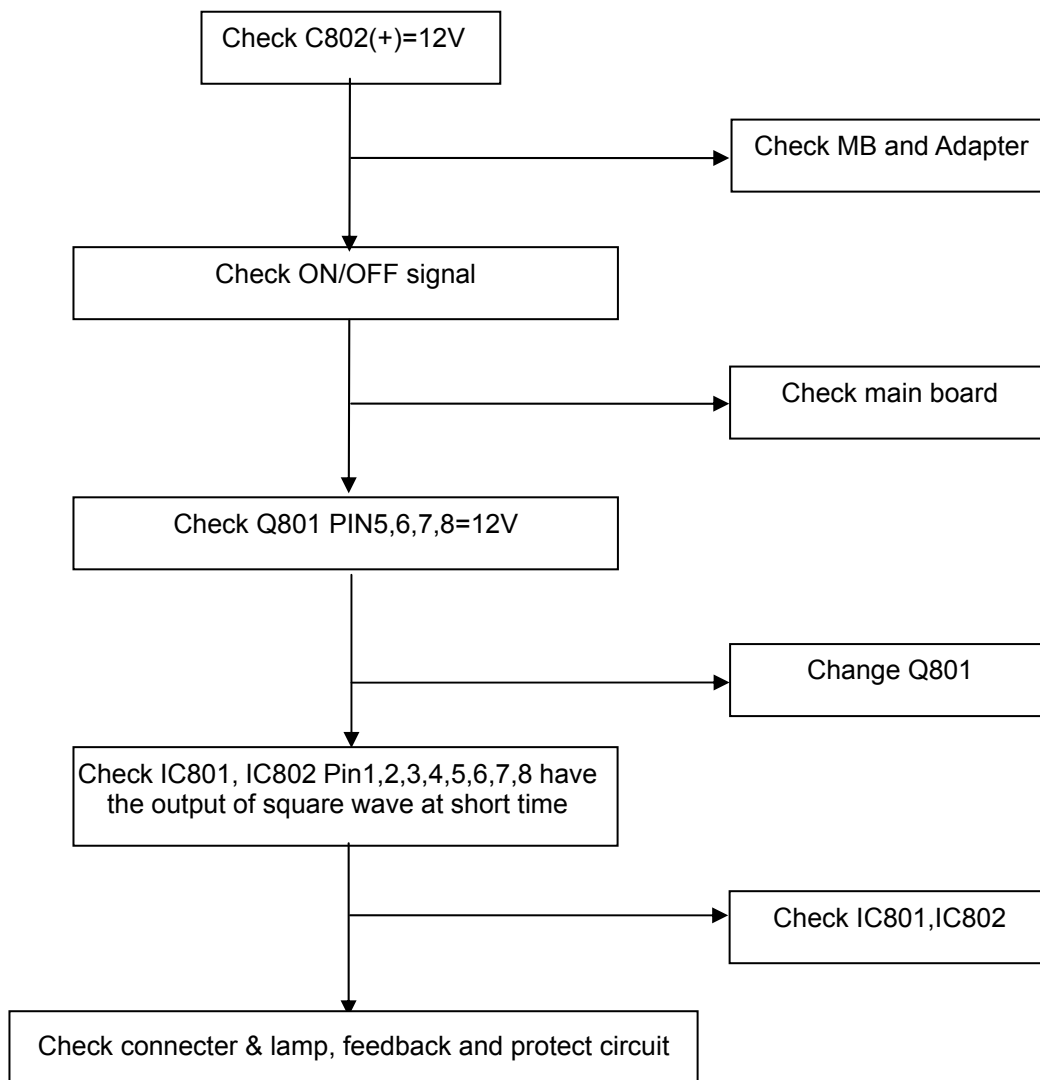 Check C802(+)=12V
Check MB and Adapter
Check ON/OFF signal
Check main board
Check Q801 PIN5,6,7,8=12V
Change Q801
Check IC801, IC802 Pin1,2,3,4,5,6,7,8 have
the output of square wave at short time
Check IC801,IC802
Check connecter & lamp, feedback and protect circuit